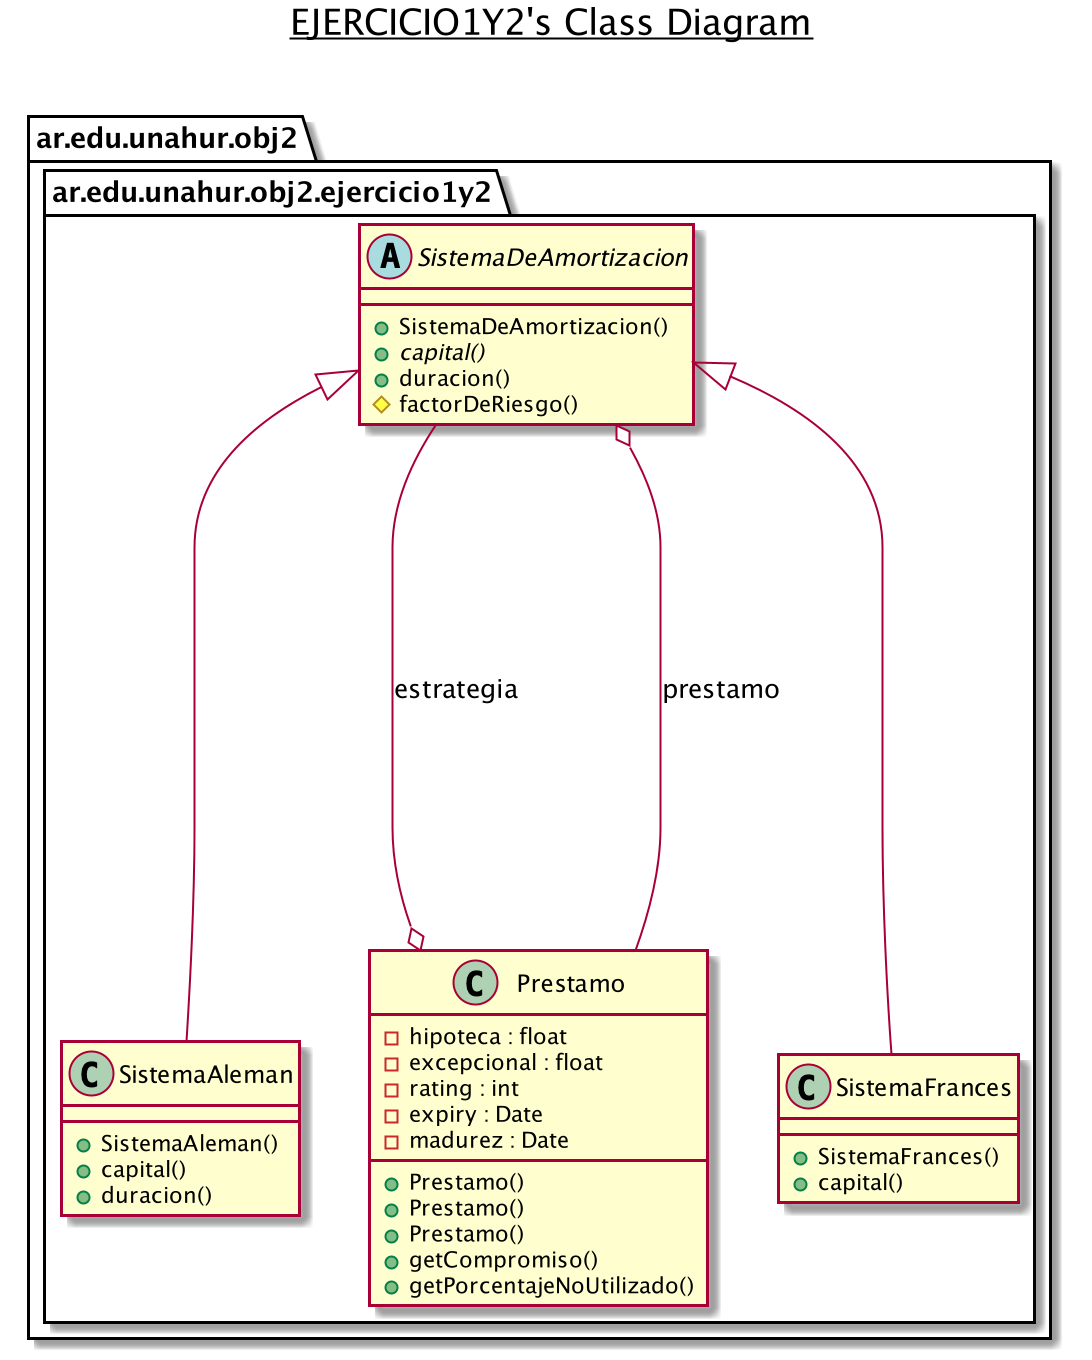 EJERCICIO1Y2's Class Diagram
ar.edu.unahur.obj2
ar.edu.unahur.obj2.ejercicio1y2
A SistemaDeAmortizacion
SistemaDeAmortizacion()
capital()
duracion()
factorDeRiesgo()
estrategia
prestamo
C Prestamo
hipoteca : float
excepcional : float
rating : int
expiry : Date
madurez : Date
Prestamo()
Prestamo()
Prestamo()
getCompromiso()
getPorcentajeNoUtilizado()
C SistemaAleman
SistemaAleman()
capital()
duracion()
C SistemaFrances
SistemaFrances()
capital()